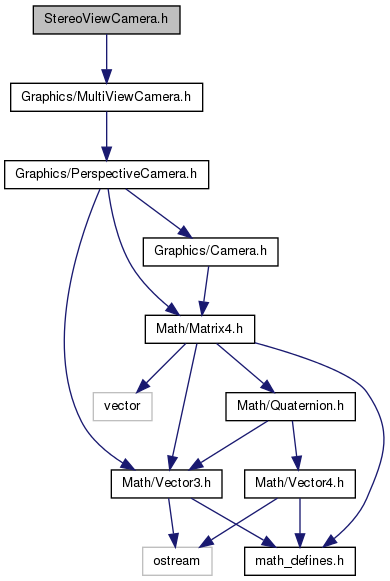 StereoViewCamera.h
Graphics/MultiViewCamera.h
Graphics/PerspectiveCamera.h
Graphics/Camera.h
Math/Matrix4.h
vector
Math/Quaternion.h
Math/Vector3.h
Math/Vector4.h
ostream
math_defines.h